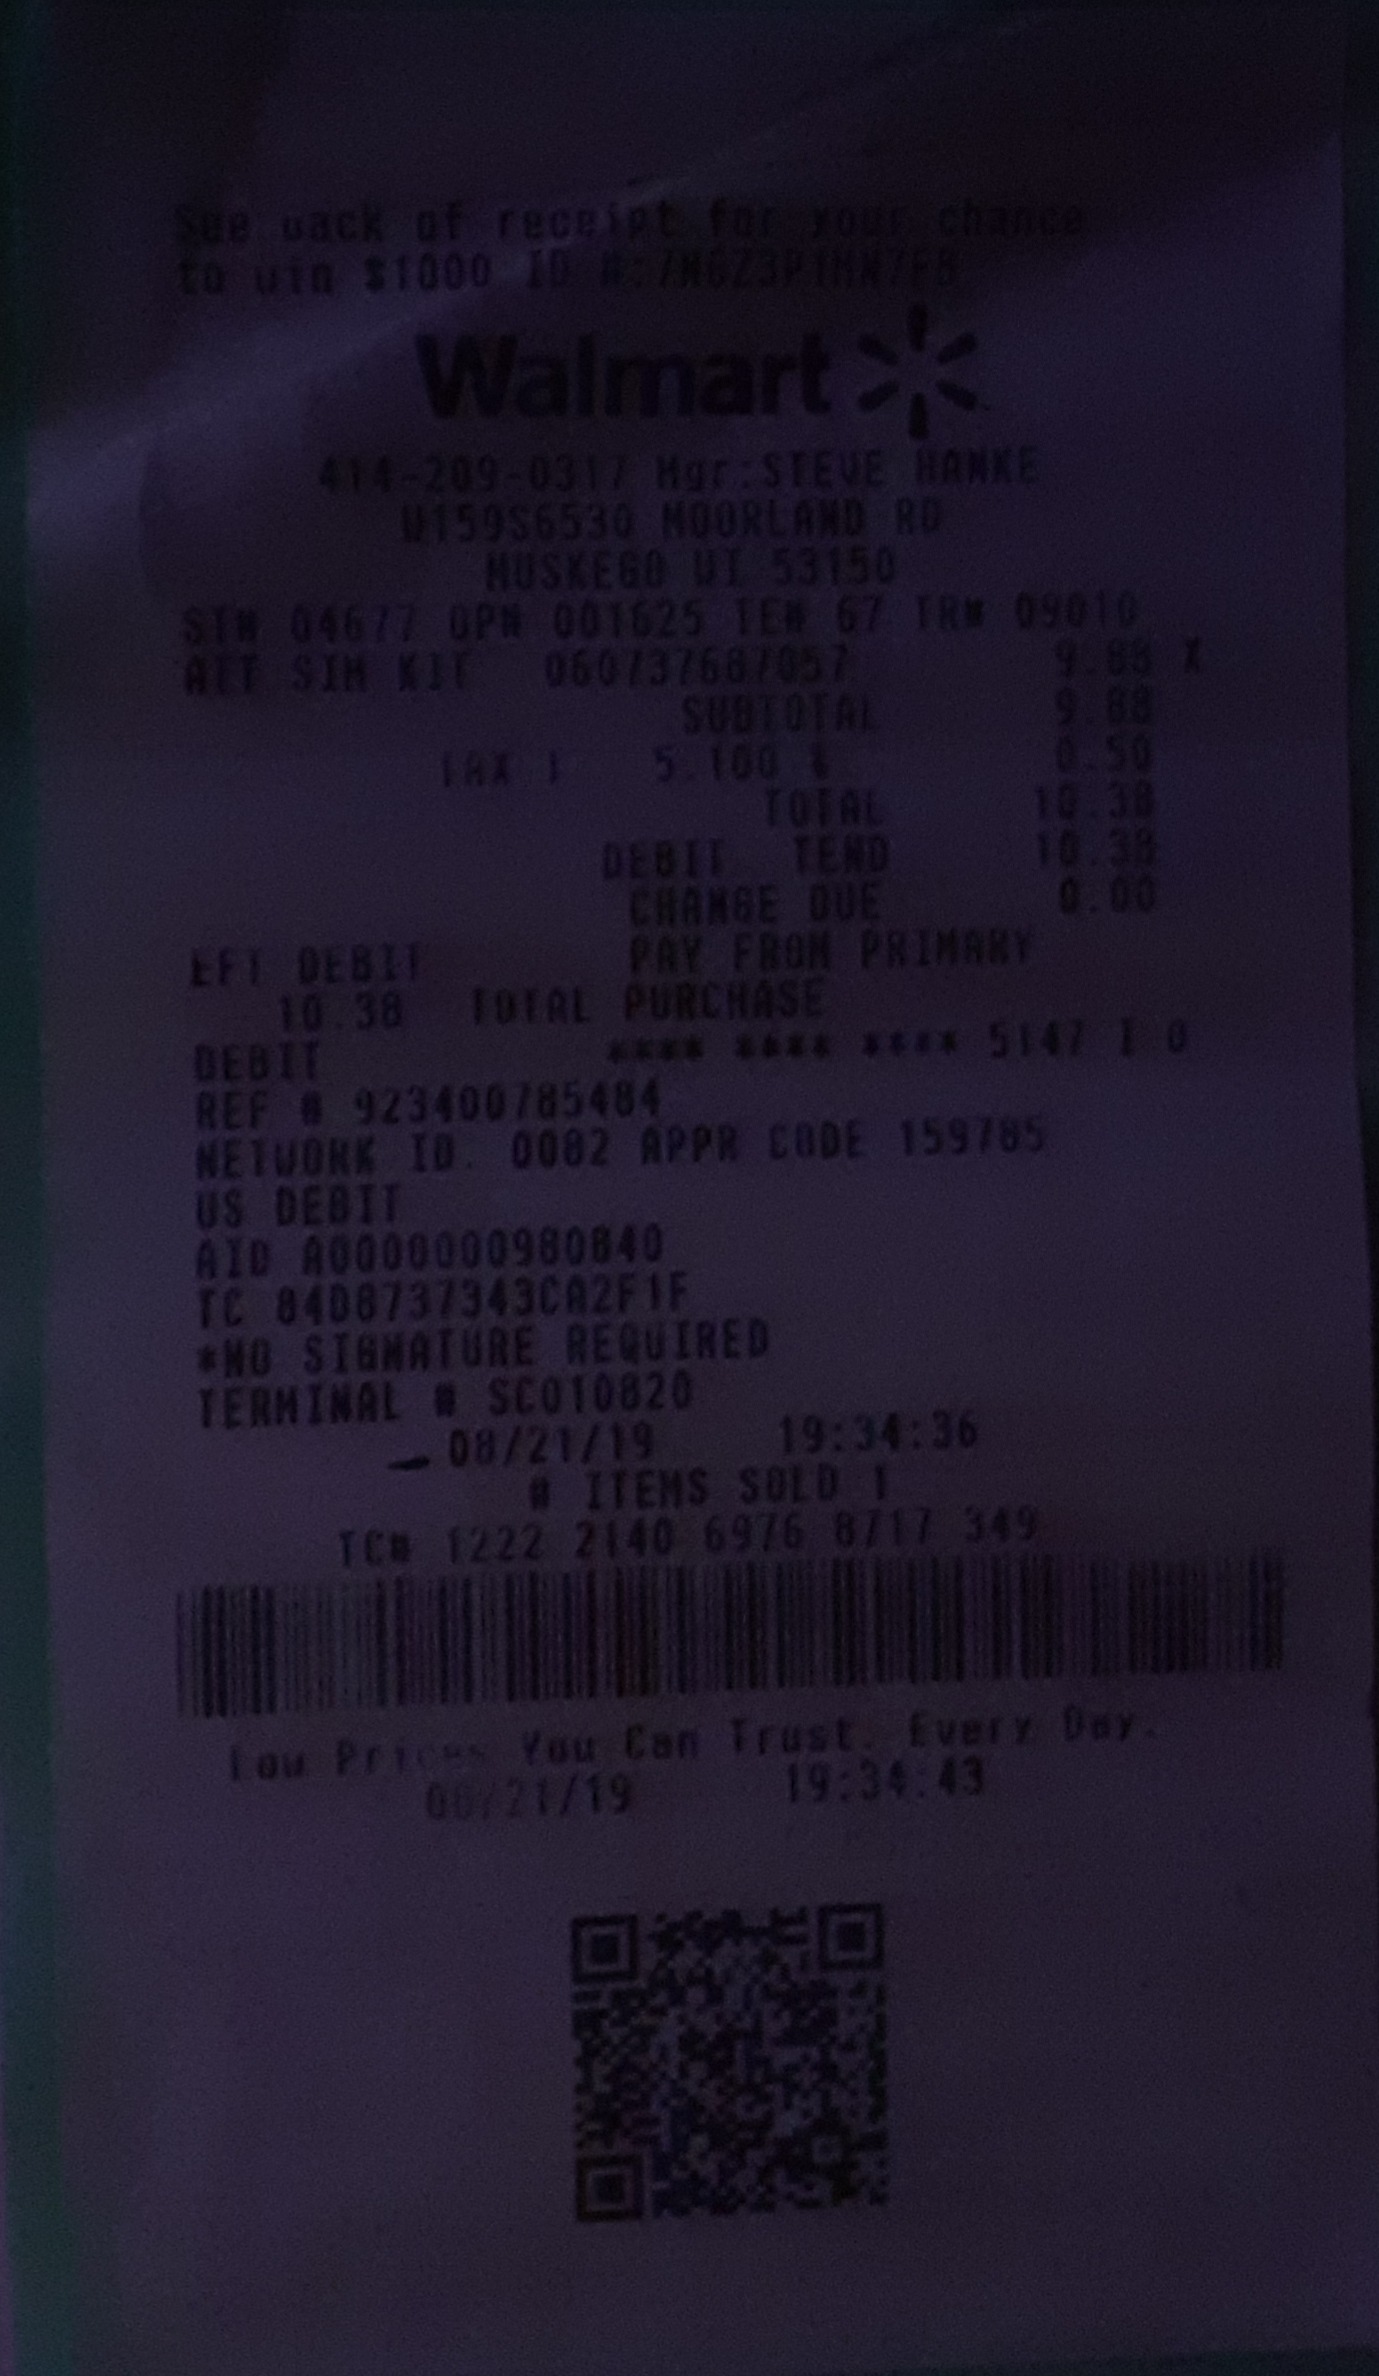 See back of receipt for your chance
to win $1000 ID #:
Walmart
414-209-0317 Mgr:STEVE HANKE
W159S6530 MOORLAND RD
MUSKEGO WI 53150
ST# 04677 OP# 001625 TE# 67 TR# 09010
ATT SIM KIT 060737687057 9.88 X
SUBTOTAL 9.88
TAX 1 5.100 % 0.50
TOTAL 10.38
DEBIT TEND 10.38
CHANGE DUE 0.00
EFT DEBIT PAY FROM PRIMARY
10.38 TOTAL PURCHASE
DEBIT **** **** **** 5147 I 0
REF # 923400785484
NETWORK ID. 0082 APPR CODE 159785
US DEBIT
AID A0000000980840
TC 84D8737343CA2F1F
*NO SIGNATURE REQUIRED
TERMINAL # SC010820
08/21/19 19:34:36
# ITEMS SOLD 1
TC# 1222 2140 6976 8717 349
Low Prices You Can Trust. Every Day.
08/21/19 19:34:43